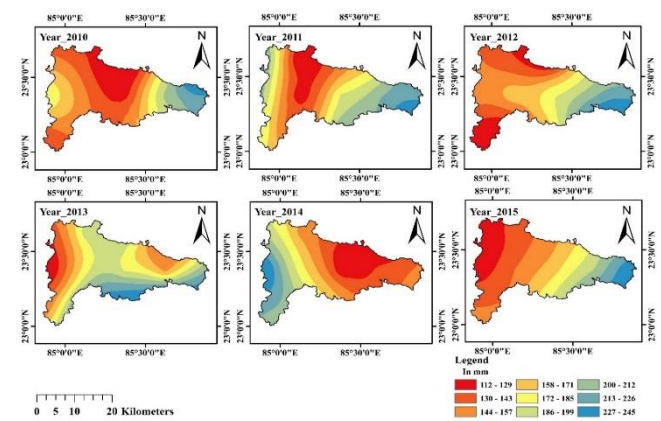 85°0'0"E 85°30'0"E 85°0'0"E 85°30'0"E 85°0'0"E 85°30'0"E
Year_2010 N Year_2011 N Year_2012 N
23°30'0"N 23°30'0"N 23°30'0"N
23°0'0"N 23°0'0"N 23°0'0"N
85°0'0"E 85°30'0"E 85°0'0"E 85°30'0"E 85°0'0"E 85°30'0"E
Year_2013 N Year_2014 N Year_2015 N
23°30'0"N 23°30'0"N 23°30'0"N
23°0'0"N 23°0'0"N 23°0'0"N
85°0'0"E 85°30'0"E 85°0'0"E 85°30'0"E 85°0'0"E 85°30'0"E
Legend
In mm
112 - 129 158 - 171 200 - 212
130 - 143 172 - 185 213 - 226
144 - 157 186 - 199 227 - 245
0 5 10 20 Kilometers